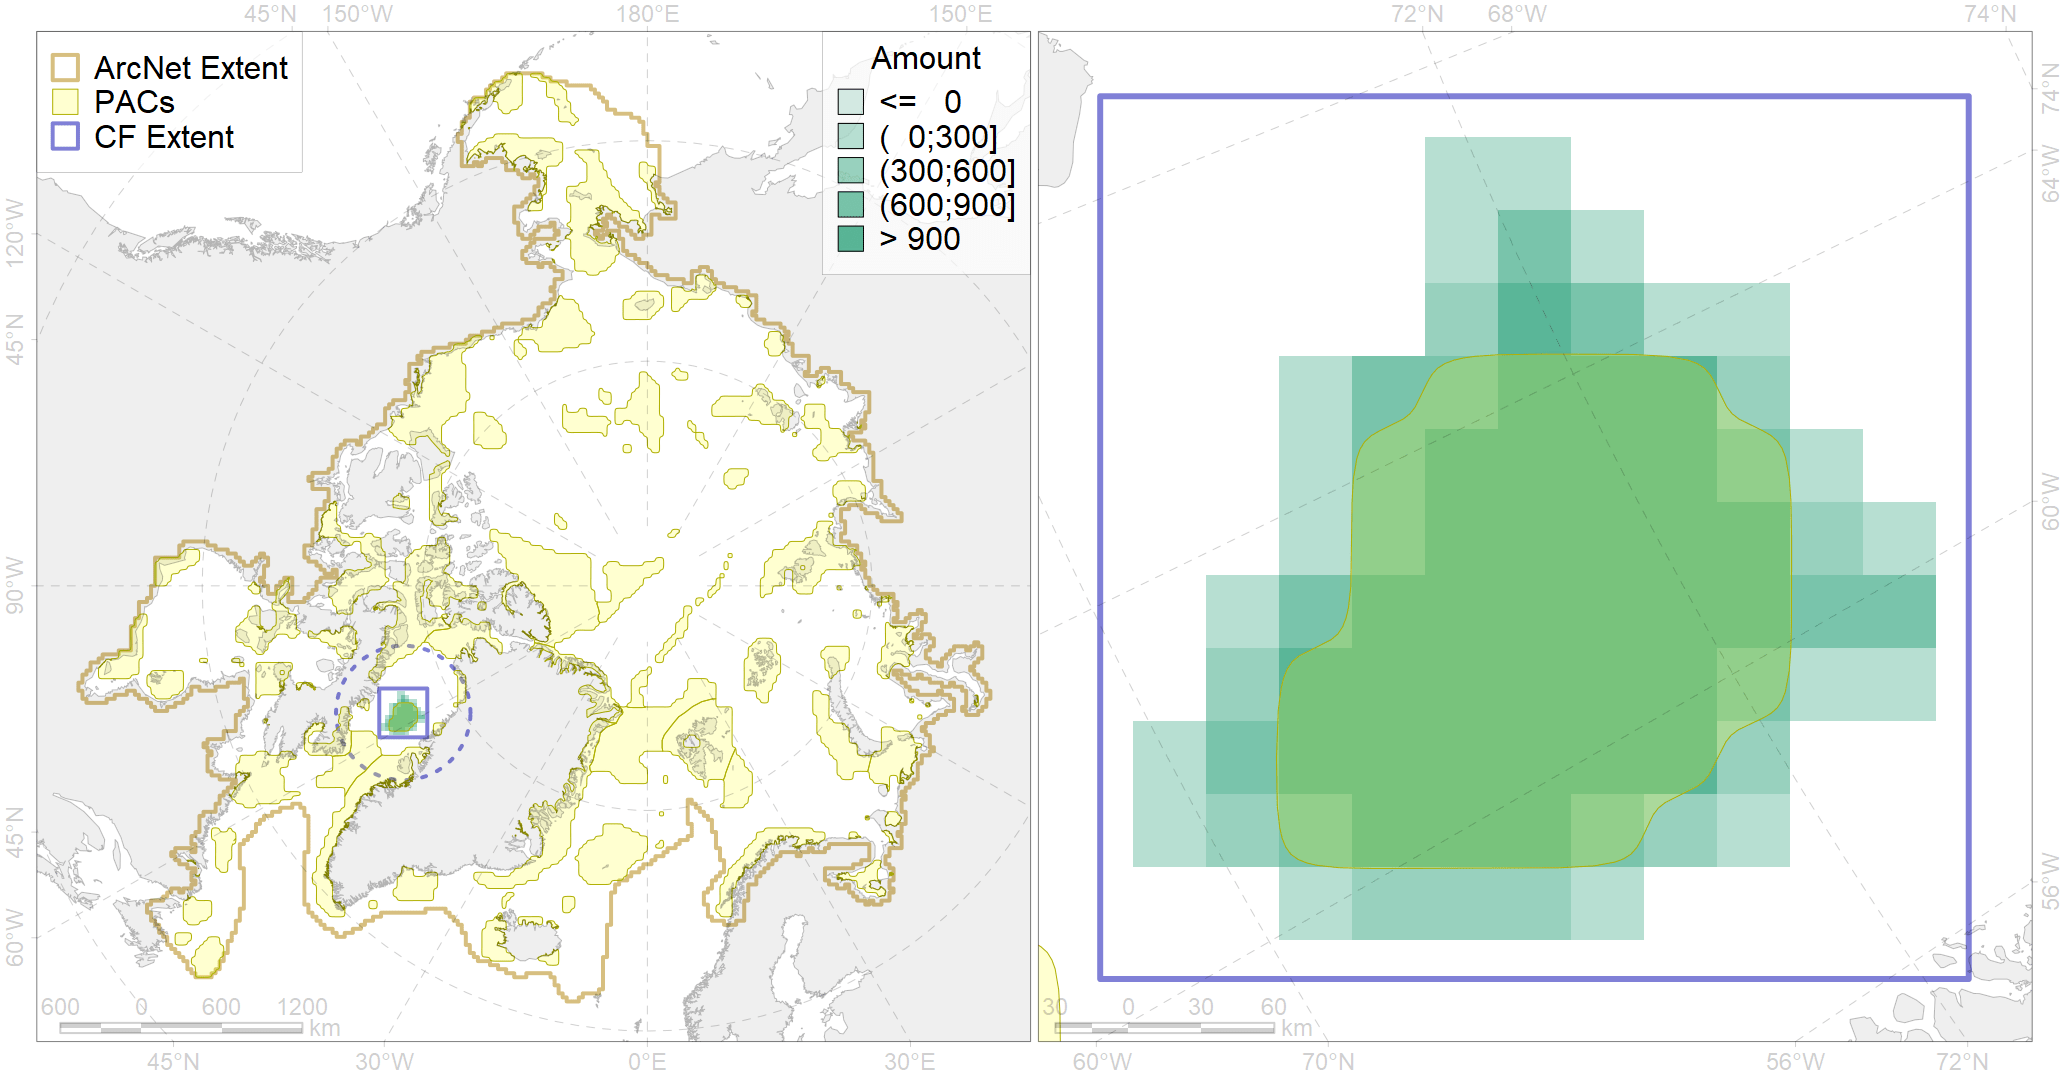 45°N 150°W 180°E 150°E 72°N 68°W 74°N
ArcNet Extent
PACs
CF Extent
Amount
<= 0
( 0;300]
(300;600]
(600;900]
> 900
120°W
45°N
90°W
45°N
60°W
74°N
64°W
60°W
56°W
600 0 600 1200
km
30 0 30 60
km
45°N 30°W 0°E 30°E 60°W 70°N 56°W 72°N